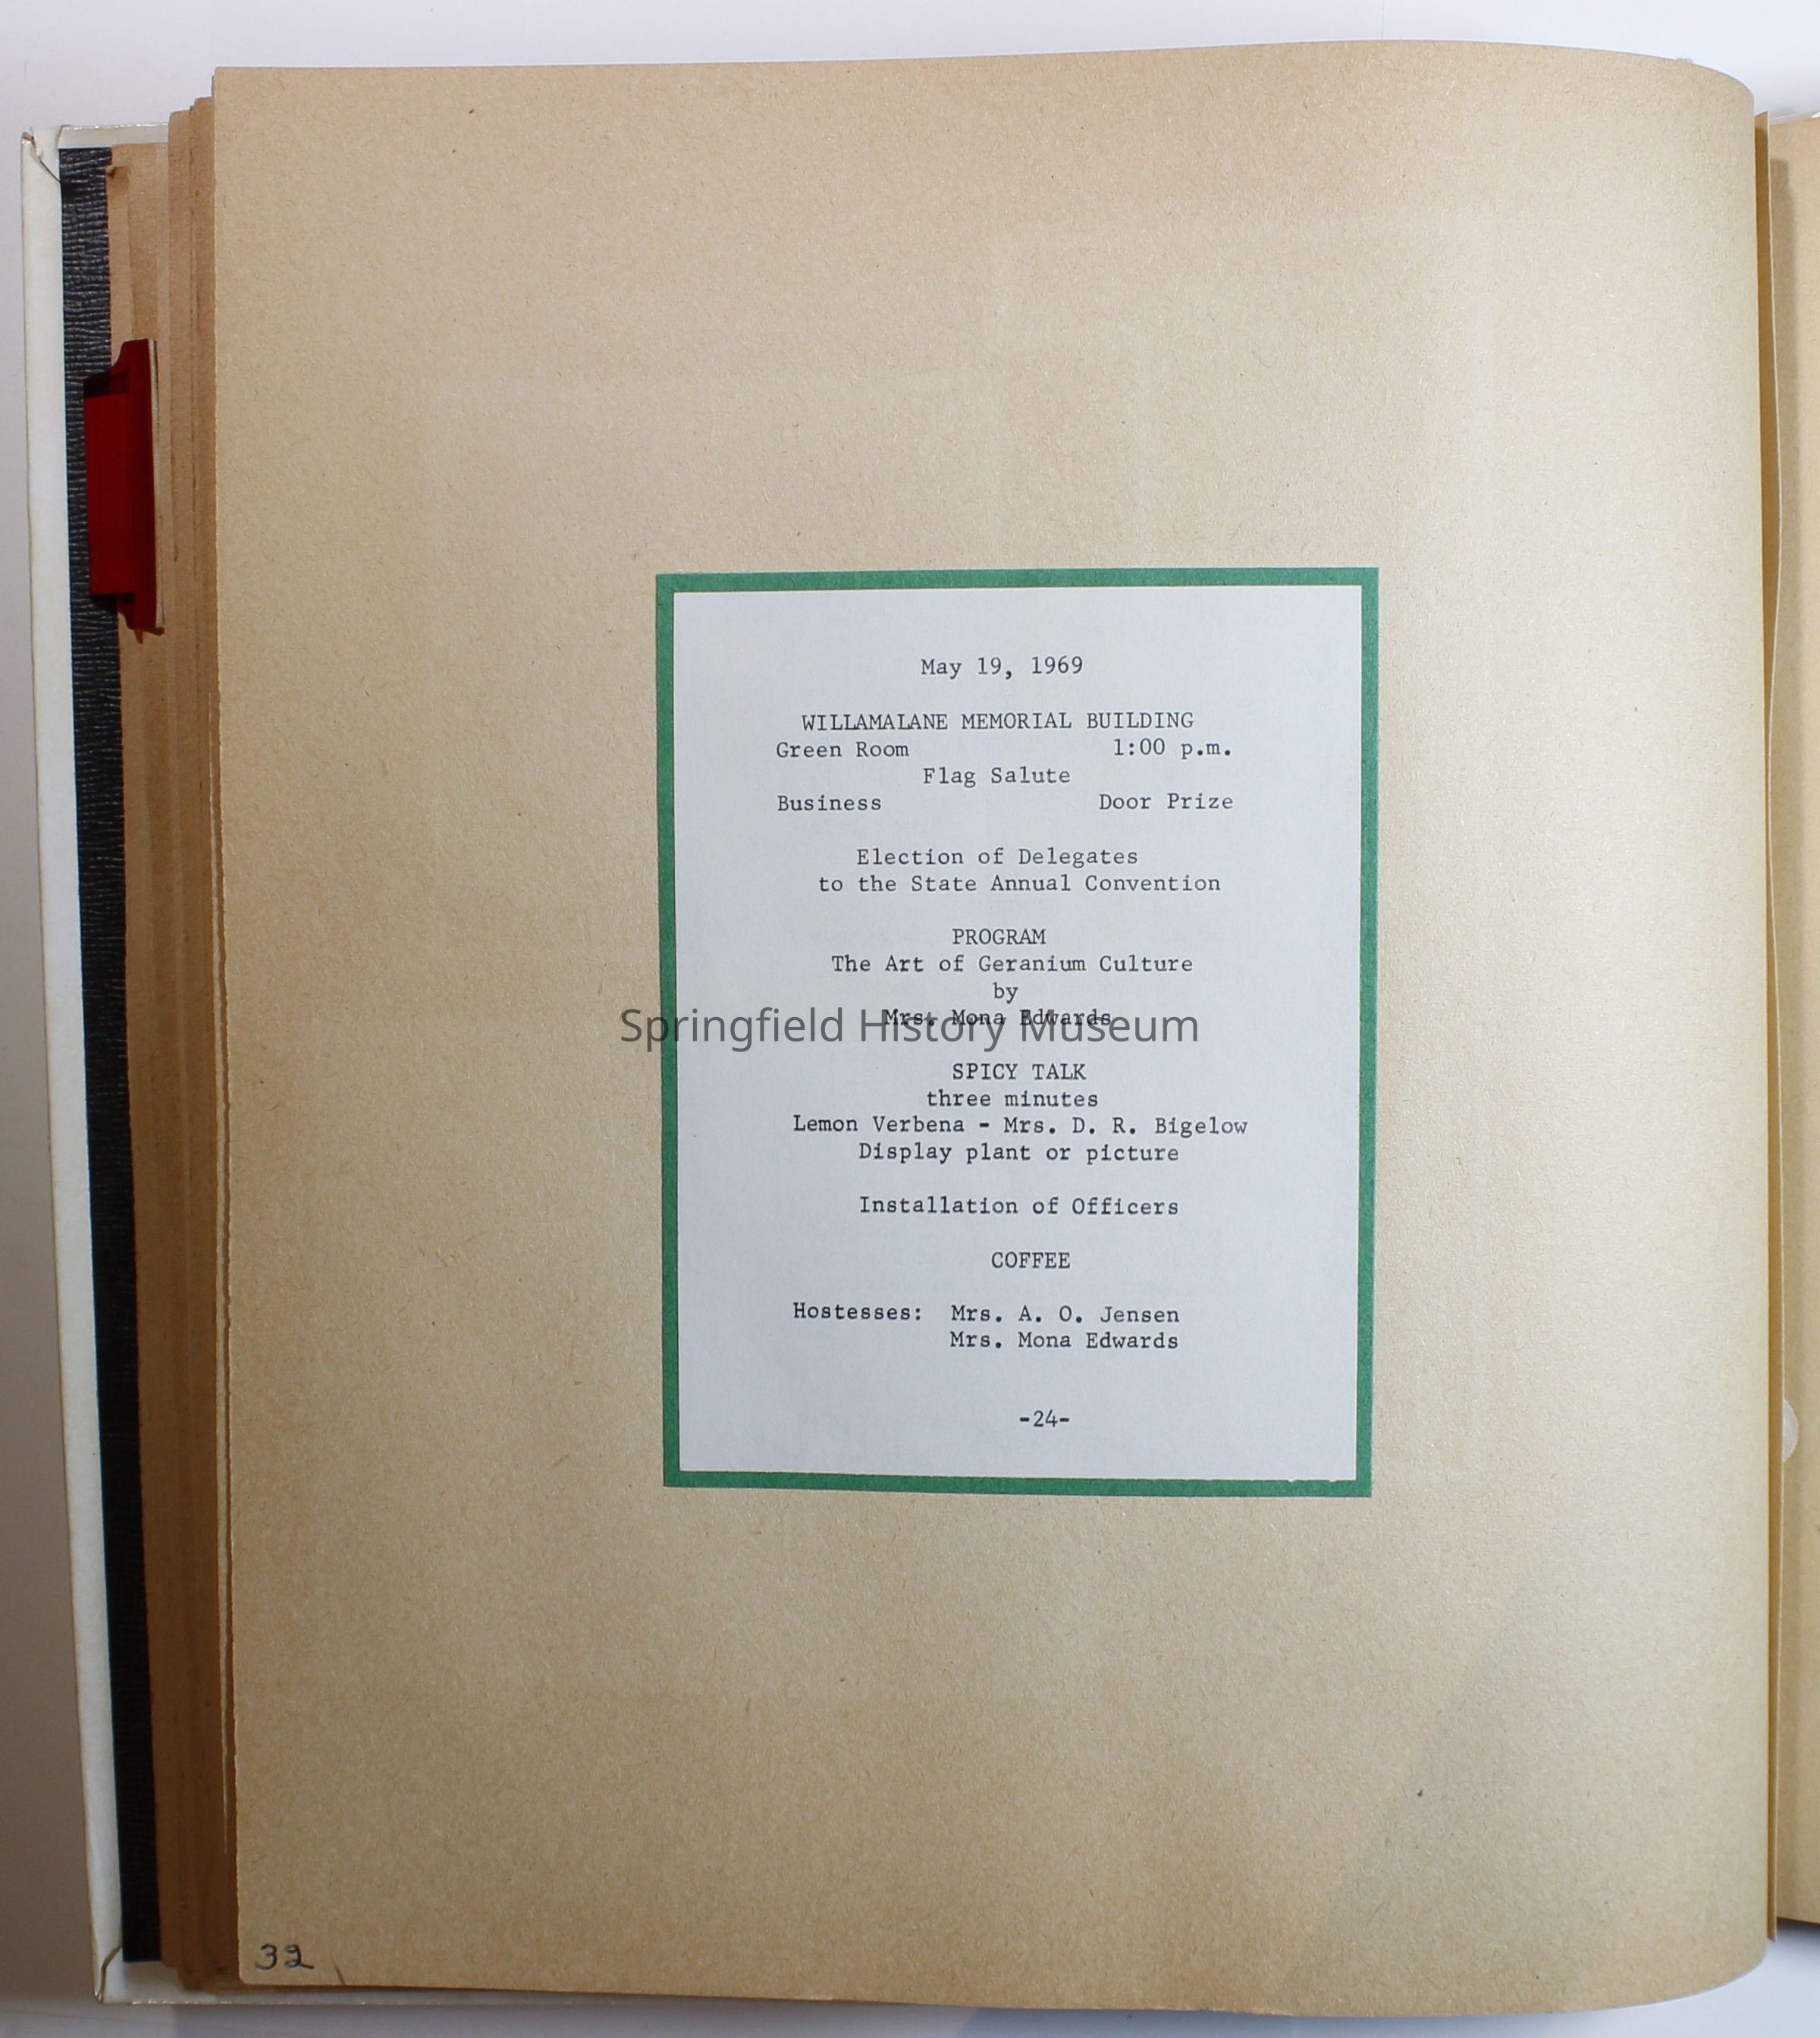 May 19, 1969
WILLAMALANE MEMORIAL BUILDING
Green Room 1:00 p.m.
Flag Salute
Business Door Prize
Election of Delegates
to the State Annual Convention
PROGRAM
The Art of Geranium Culture
by
Mrs. Mona Edwards
Springfield History Museum
SPICY TALK
three minutes
Lemon Verbena - Mrs. D. R. Bigelow
Display plant or picture
Installation of Officers
COFFEE
Hostesses: Mrs. A. O. Jensen
Mrs. Mona Edwards
-24-
32